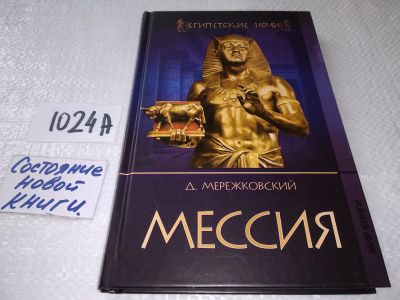 ЕГИПЕТСКИЕ НОЧИ
1024А
Состояние
новой
книги.
Д. МЕРЕЖКОВСКИЙ
МЕССИЯ